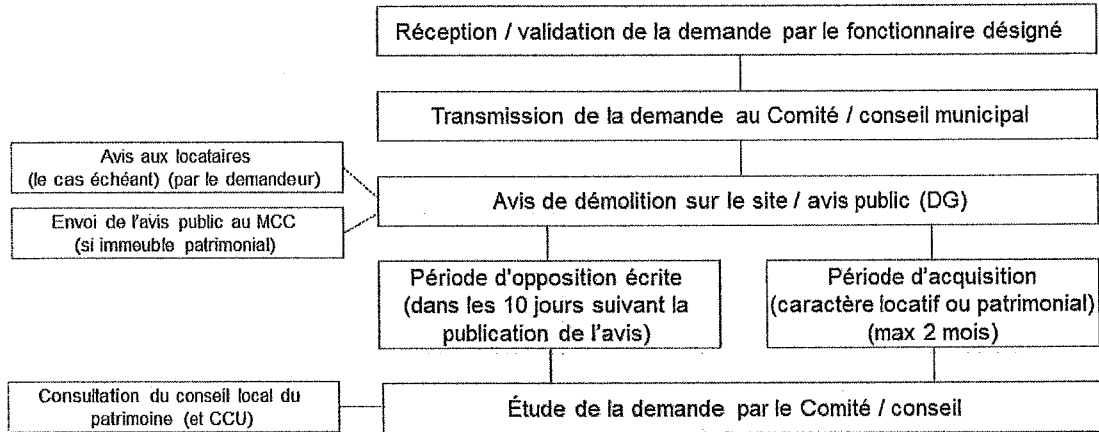 Réception / validation de la demande par le fonctionnaire désigné
Transmission de la demande au Comité / conseil municipal
Avis aux locataires
(le cas échéant) (par le demandeur)
Avis de démolition sur le site / avis public (DG)
Envoi de l'avis public au MCC
(si immeuble patrimonial)
Période d'opposition écrite
(dans les 10 jours suivant la
publication de l'avis)
Période d'acquisition
(caractère locatif ou patrimonial)
(max 2 mois)
Consultation du conseil local du
patrimoine (et CCU)
Étude de la demande par le Comité / conseil